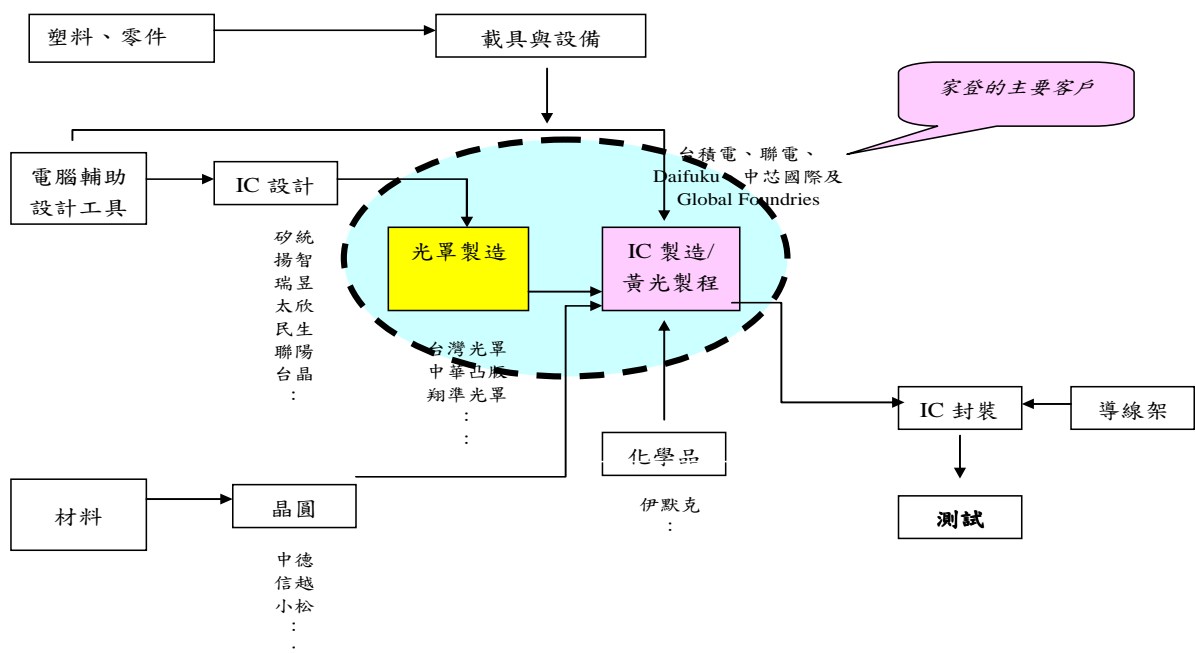 塑料、零件
載具與設備
家登的主要客戶
電腦輔助
設計工具
IC 設計
台積電、聯電、
Daifuku、中芯國際及
Global Foundries
矽統
揚智
瑞昱
太欣
民生
聯陽
台晶
：
光罩製造
IC 製造/
黃光製程
台灣光罩
中華凸版
翔準光罩
：
：
IC 封裝
導線架
化學品
伊默克
：
材料
晶圓
測試
中德
信越
小松
：
：